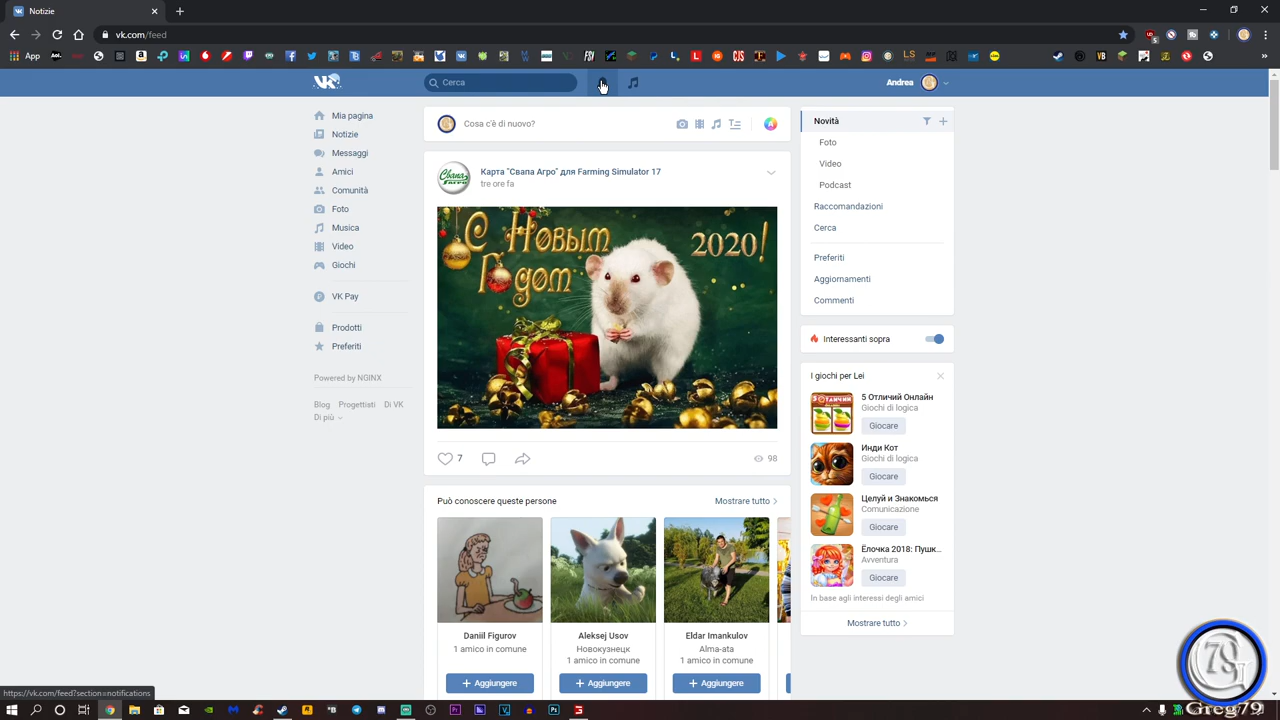 Notizie
vk.com/feed
App
Cerca
Andrea
Mia pagina
Notizie
Messaggi
Amici
Comunità
Foto
Musica
Video
Giochi
VK Pay
Prodotti
Preferiti
Powered by NGINX
Blog Progettisti Di VK
Di più
Cosa c'è di nuovo?
Карта "Свапа Агро" для Farming Simulator 17
tre ore fa
Свапа
Агро
С Новым
Годом
2020!
7
98
Può conoscere queste persone
Mostrare tutto
Daniil Figurov
1 amico in comune
Aggiungere
Aleksej Usov
Новокузнецк
1 amico in comune
Aggiungere
Eldar Imankulov
Alma-ata
1 amico in comune
Aggiungere
Novità
Foto
Video
Podcast
Raccomandazioni
Cerca
Preferiti
Aggiornamenti
Commenti
Interessanti sopra
I giochi per Lei
5 Отличий Онлайн
Giochi di logica
Giocare
Инди Кот
Giochi di logica
Giocare
Целуй и Знакомься
Comunicazione
Giocare
Ёлочка 2018: Пушк...
Avventura
Giocare
In base agli interessi degli amici
Mostrare tutto
https://vk.com/feed?section=notifications
Greg79